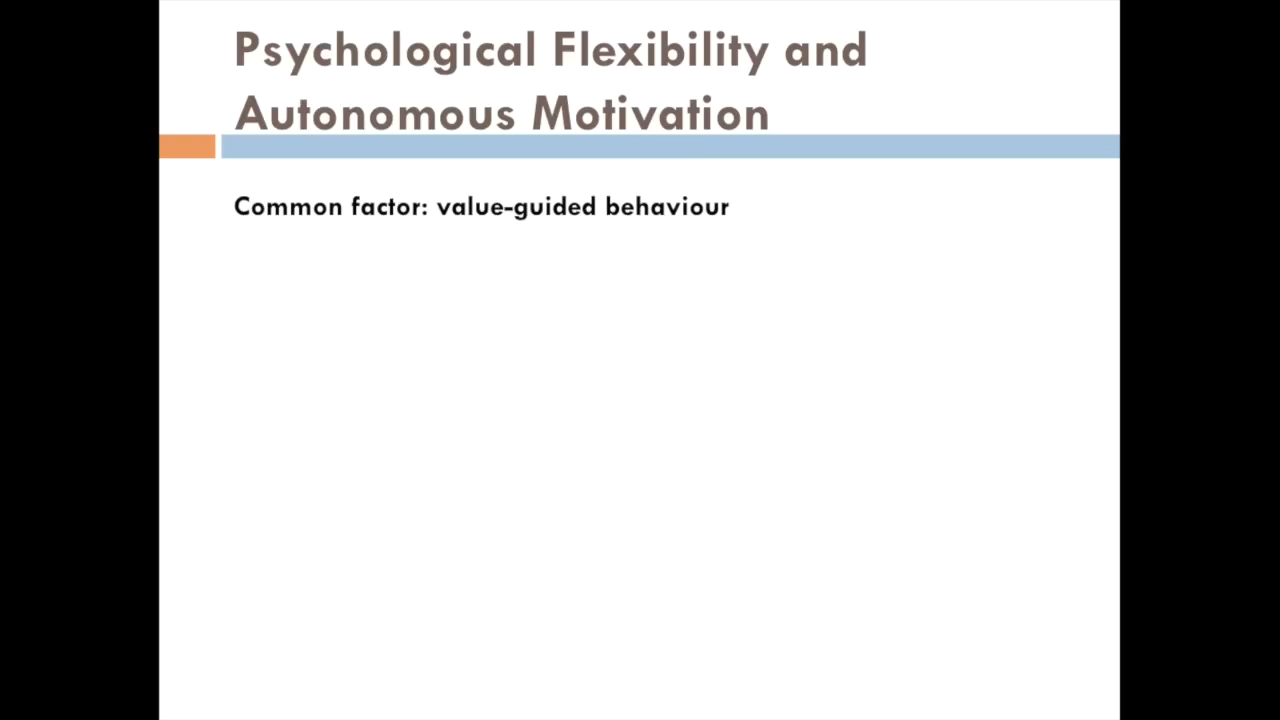 Psychological Flexibility and
Autonomous Motivation
Common factor: value-guided behaviour